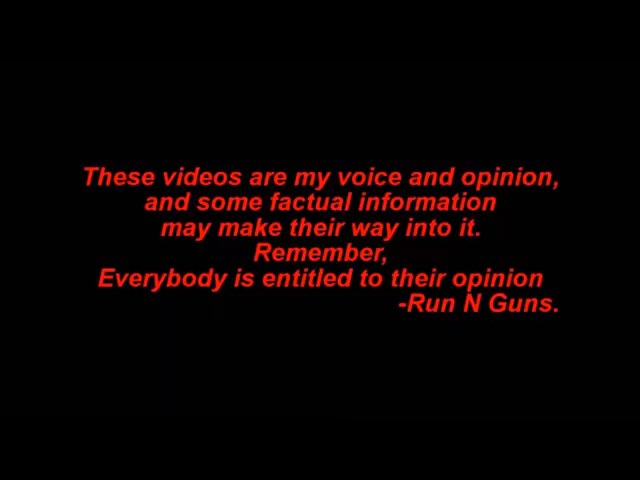 These videos are my voice and opinion,
and some factual information
may make their way into it.
Remember,
Everybody is entitled to their opinion
-Run N Guns.